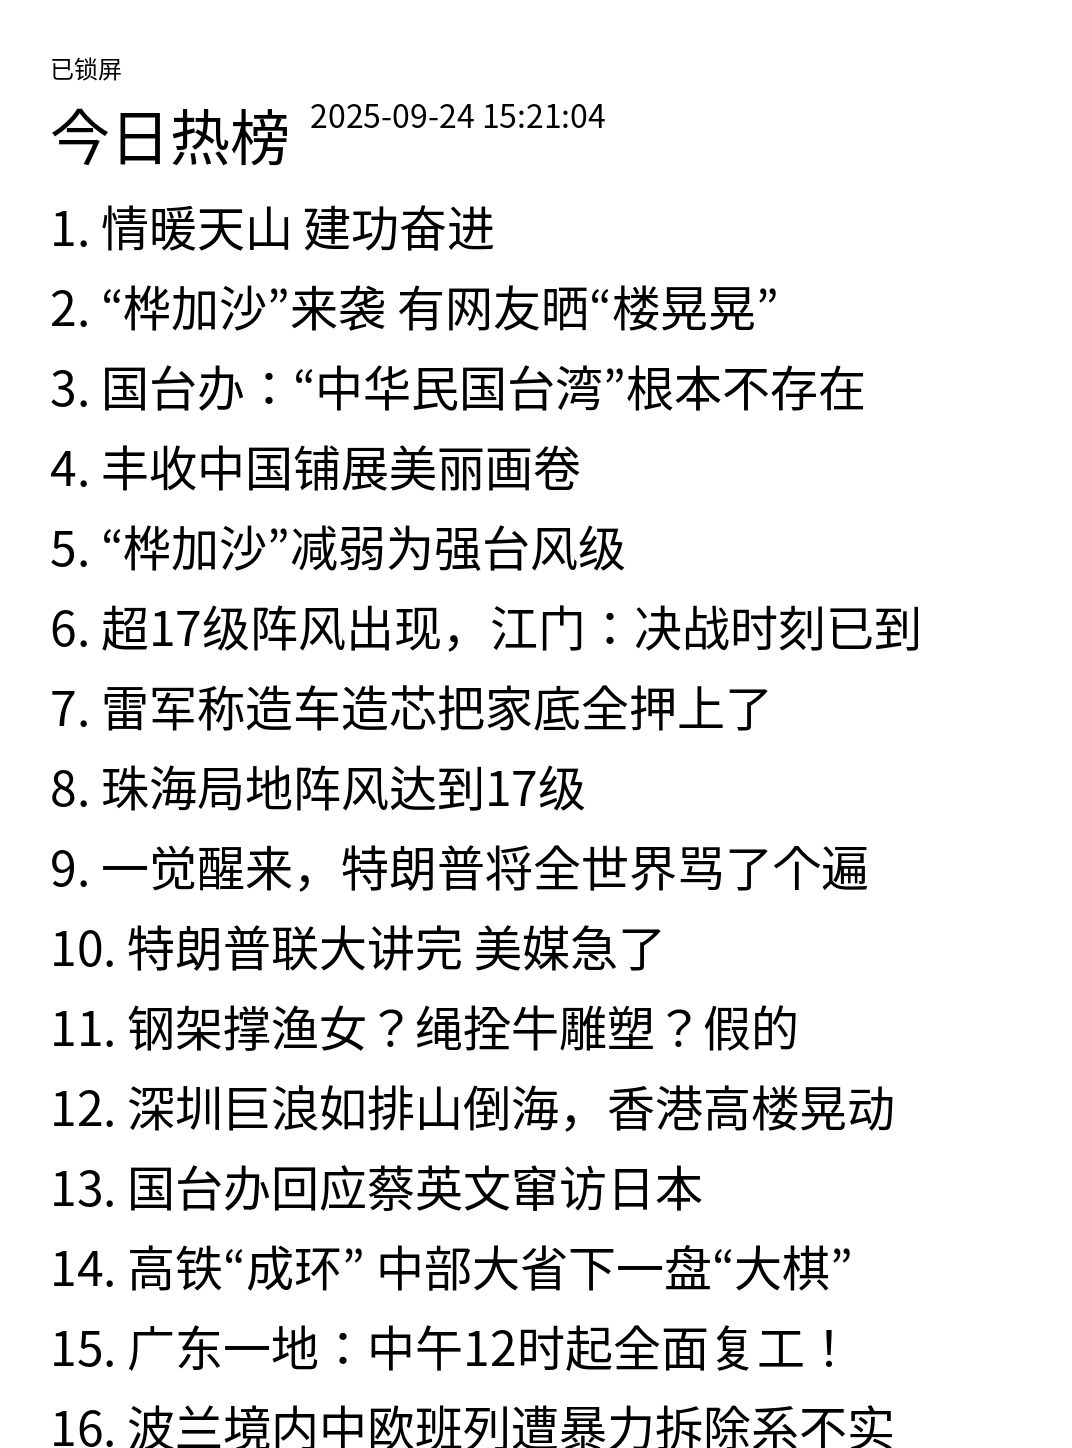 已锁屏
今日热榜 2025-09-24 15:21:04
1. 情暖天山 建功奋进
2. “桦加沙”来袭 有网友晒“楼晃晃”
3. 国台办：“中华民国台湾”根本不存在
4. 丰收中国铺展美丽画卷
5. “桦加沙”减弱为强台风级
6. 超17级阵风出现，江门：决战时刻已到
7. 雷军称造车造芯把家底全押上了
8. 珠海局地阵风达到17级
9. 一觉醒来，特朗普将全世界骂了个遍
10. 特朗普联大讲完 美媒急了
11. 钢架撑渔女？绳拴牛雕塑？假的
12. 深圳巨浪如排山倒海，香港高楼晃动
13. 国台办回应蔡英文窜访日本
14. 高铁“成环” 中部大省下一盘“大棋”
15. 广东一地：中午12时起全面复工！
16. 波兰境内中欧班列遭暴力拆除系不实